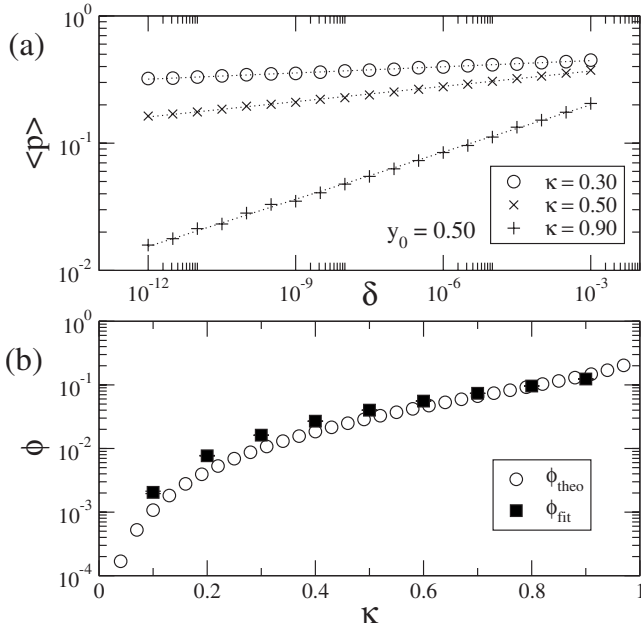 (a)
10^0
10^-1
10^-2
<p>
κ = 0.30
κ = 0.50
κ = 0.90
y_0 = 0.50
10^-12 10^-9 10^-6 10^-3
δ
(b)
10^0
10^-1
10^-2
10^-3
10^-4
ϕ
ϕ_theo
ϕ_fit
0 0.2 0.4 0.6 0.8 1
κ